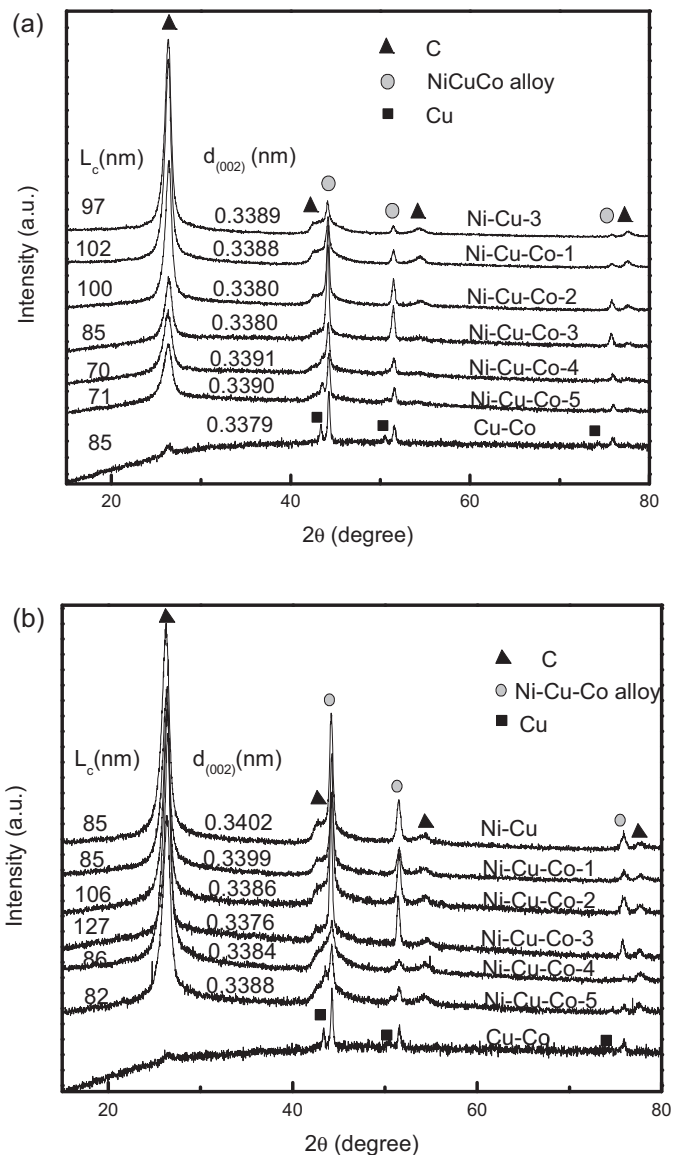 (a)
C
NiCuCo alloy
Cu
Lc(nm) d(002) (nm)
97 0.3389 Ni-Cu-3
102 0.3388 Ni-Cu-Co-1
100 0.3380 Ni-Cu-Co-2
85 0.3380 Ni-Cu-Co-3
70 0.3391 Ni-Cu-Co-4
71 0.3390 Ni-Cu-Co-5
85 0.3379 Cu-Co
Intensity (a.u.)
20 40 60 80
2θ (degree)
(b)
C
Ni-Cu-Co alloy
Cu
Lc(nm) d(002)(nm)
85 0.3402 Ni-Cu
85 0.3399 Ni-Cu-Co-1
106 0.3386 Ni-Cu-Co-2
127 0.3376 Ni-Cu-Co-3
86 0.3384 Ni-Cu-Co-4
82 0.3388 Ni-Cu-Co-5
Cu-Co
Intensity (a.u.)
20 40 60 80
2θ (degree)